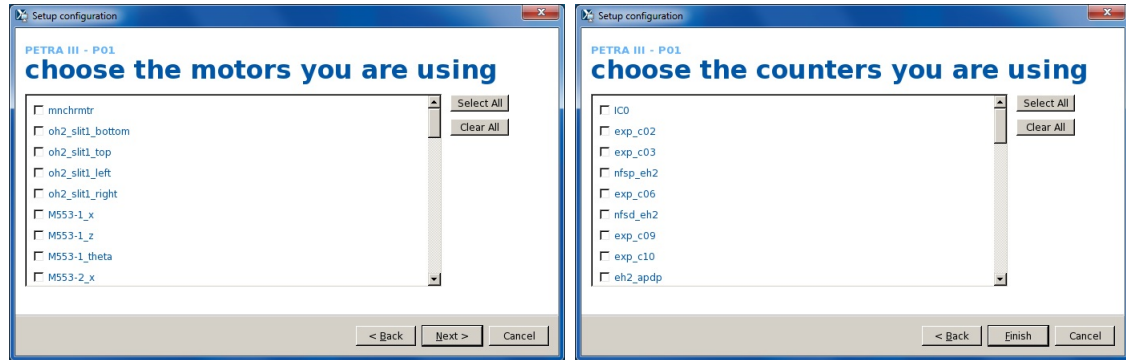 Setup configuration
PETRA III - P01
choose the motors you are using
mnchrmtr
oh2_slit1_bottom
oh2_slit1_top
oh2_slit1_left
oh2_slit1_right
M553-1_x
M553-1_z
M553-1_theta
M553-2_x
Select All
Clear All
< Back
Next >
Cancel
Setup configuration
PETRA III - P01
choose the counters you are using
IC0
exp_c02
exp_c03
nfsp_eh2
exp_c06
nfsd_eh2
exp_c09
exp_c10
eh2_apdp
Select All
Clear All
< Back
Finish
Cancel